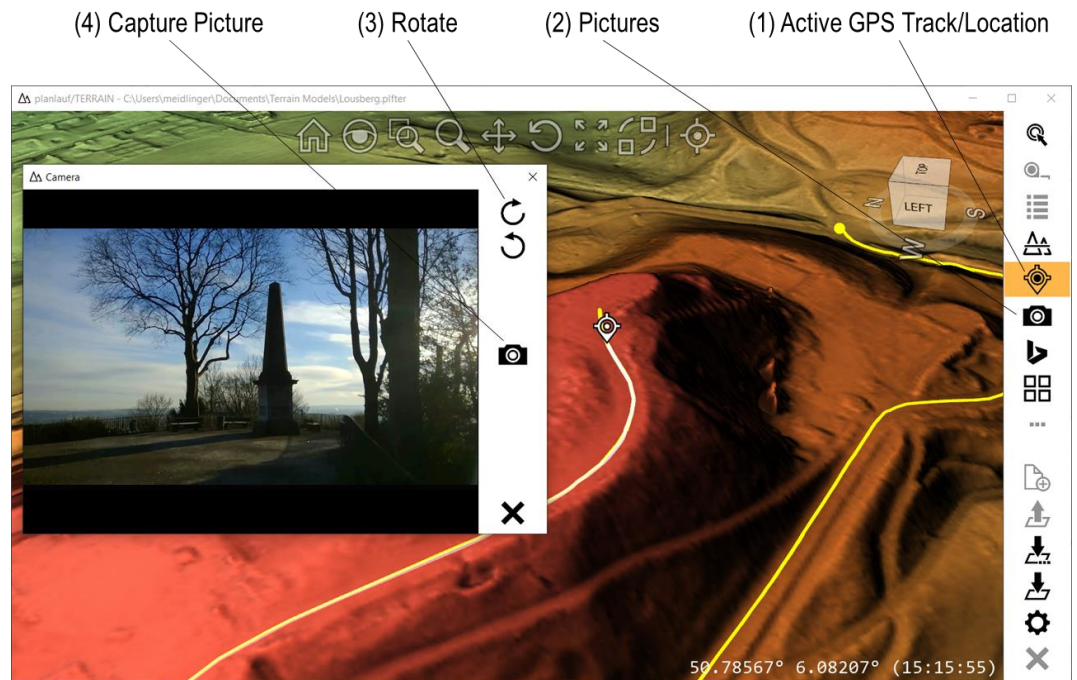 (4) Capture Picture
(3) Rotate
(2) Pictures
(1) Active GPS Track/Location
planlauf/TERRAIN - C:\Users\meidlinger\Documents\Terrain Models\Lousberg.plfter
Camera
LEFT
N
S
W
50.78567° 6.08207° (15:15:55)